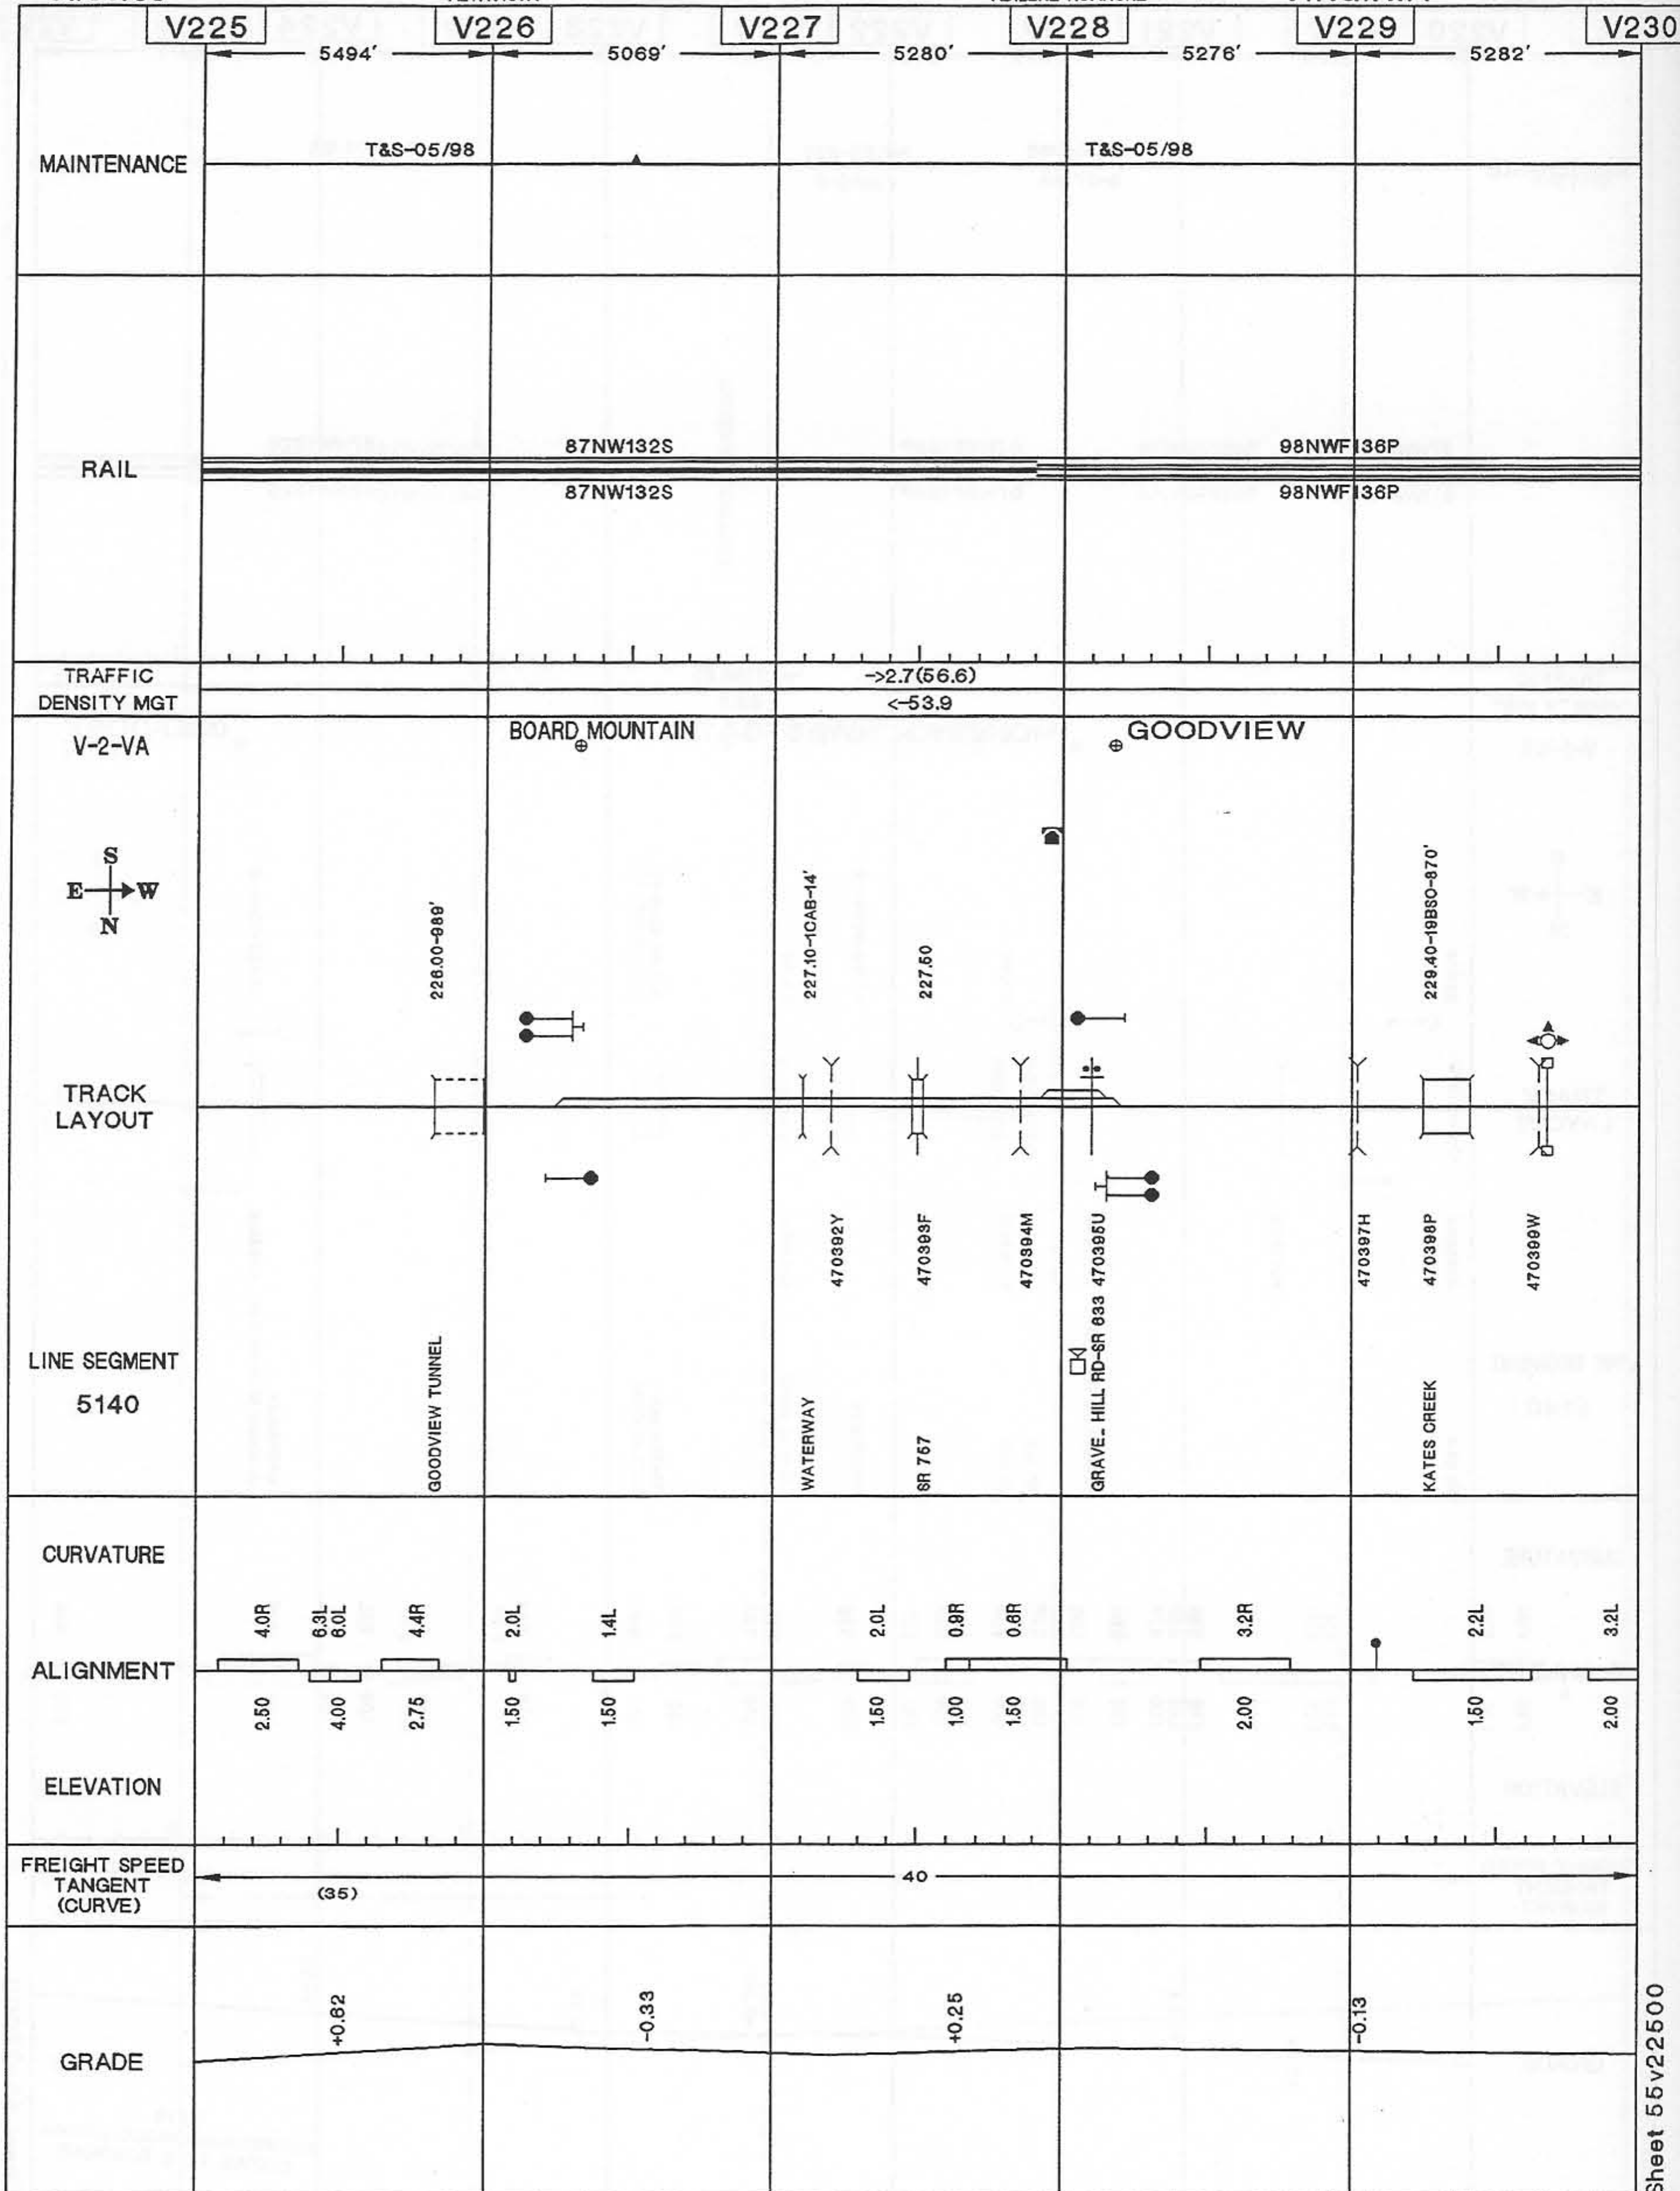 V225 V226 V227 V228 V229 V230
5494' 5069' 5280' 5276' 5282'
MAINTENANCE
T&S-05/98 T&S-05/98
RAIL
87NW132S 98NWF136P
87NW132S 98NWF136P
TRAFFIC
DENSITY MGT
->2.7(56.6)
<-53.9
V-2-VA
BOARD MOUNTAIN GOODVIEW
S
E W
N
226.00-989'
227.10-1CAB-14'
227.50
229.40-19BSO-870'
TRACK
LAYOUT
470392Y
470393F
470394M
GRAVE. HILL RD-SR 633 470395U
470397H
470398P
470399W
LINE SEGMENT
5140
GOODVIEW TUNNEL
WATERWAY
SR 757
KATES CREEK
CURVATURE
4.0R 6.3L 6.0L 4.4R 2.0L 1.4L 2.0L 0.9R 0.6R 3.2R 2.2L 3.2L
ALIGNMENT
2.50 4.00 2.75 1.50 1.50 1.50 1.00 1.50 2.00 1.50 2.00
ELEVATION
FREIGHT SPEED
TANGENT
(CURVE)
40
(35)
GRADE
+0.62 -0.33 +0.25 -0.13
Sheet 55v22500